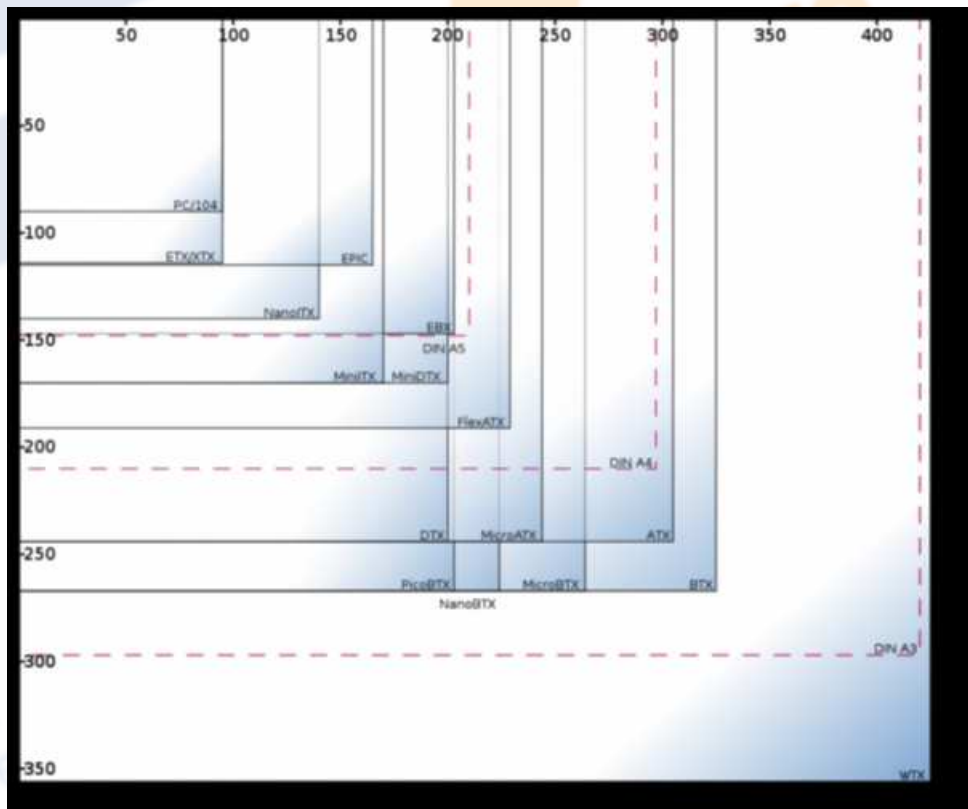 50 100 150 200 250 300 350 400
-50
PC/104
-100
ETX/XTX EPIC
NanoITX
EBX
-150
DIN A5
MiniITX MiniDTX
FlexATX
-200
DIN A4
DTX MicroATX ATX
-250
PicoBTX MicroBTX BTX
NanoBTX
DIN A3
-300
-350
WTX